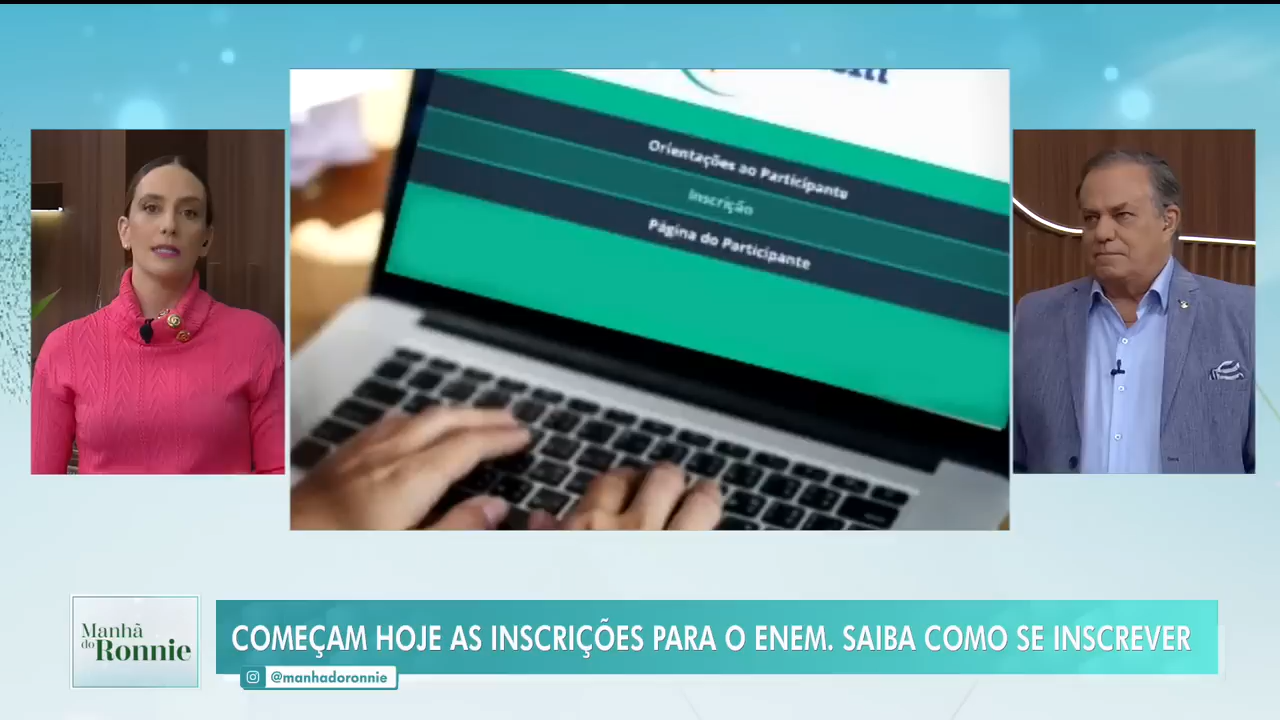 Orientações ao Participante
Inscrição
Página do Participante
Manhã
do Ronnie
COMEÇAM HOJE AS INSCRIÇÕES PARA O ENEM. SAIBA COMO SE INSCREVER
@manhadoronnie